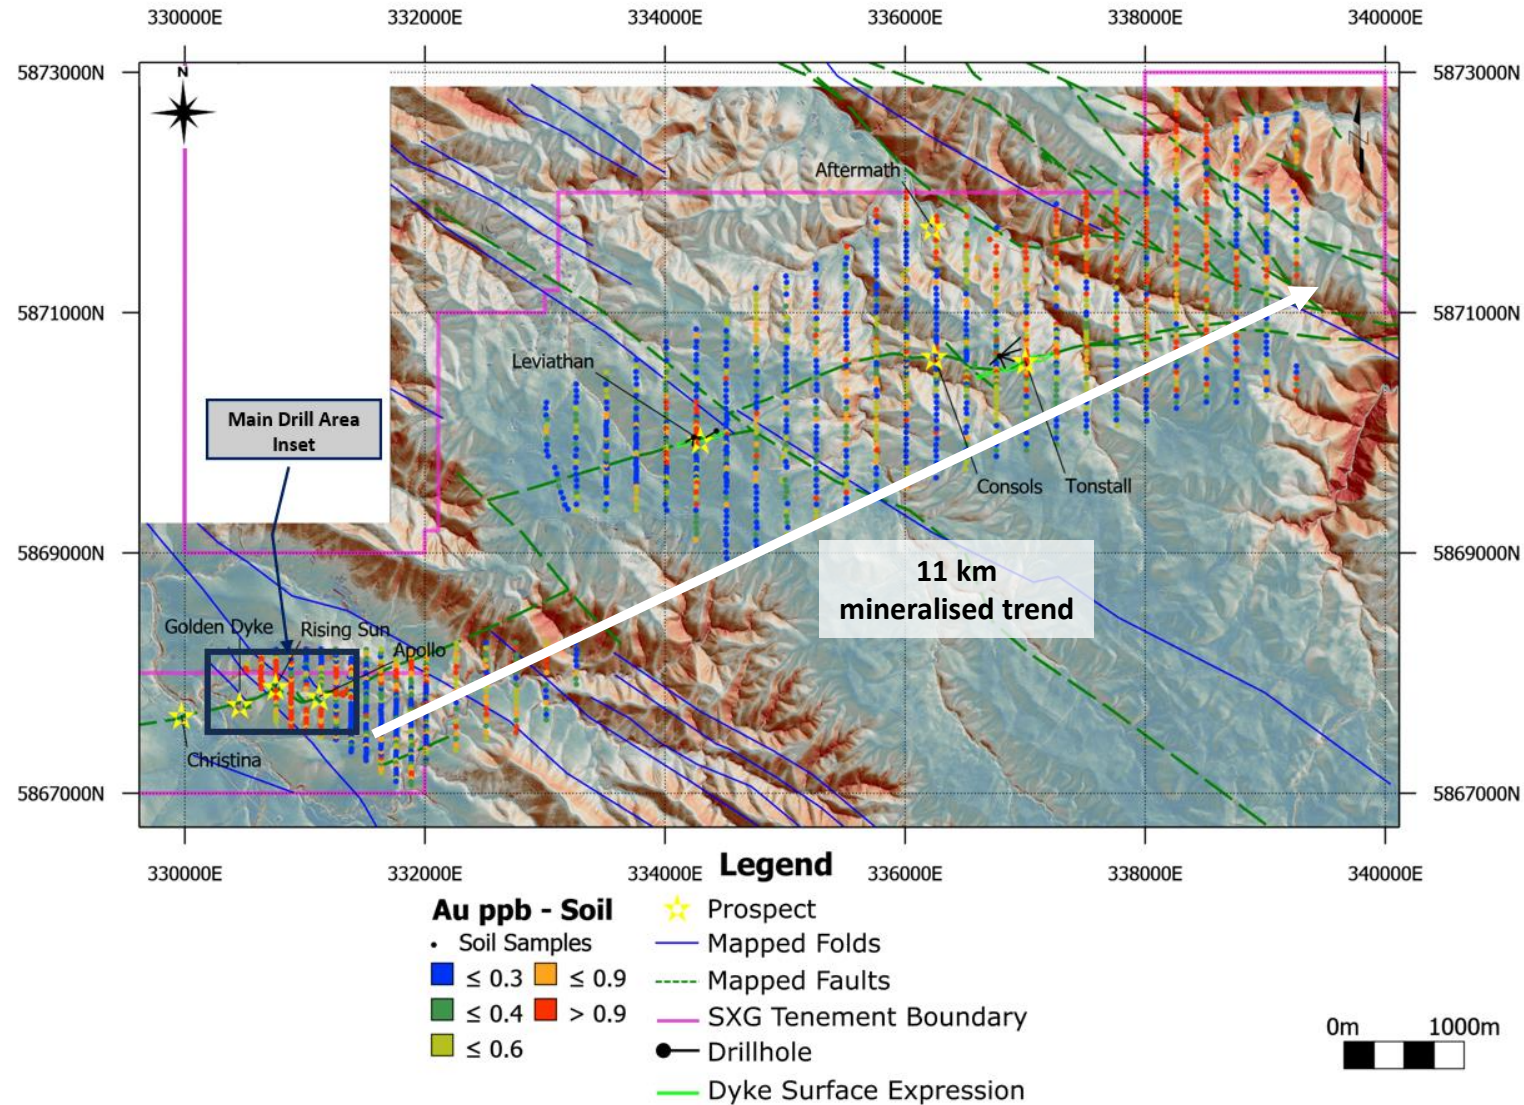 330000E 332000E 334000E 336000E 338000E 340000E
5873000N 5873000N
N
Aftermath
5871000N 5871000N
Leviathan
Main Drill Area
Inset
Consols Tonstall
5869000N 5869000N
11 km
mineralised trend
Golden Dyke Rising Sun
Apollo
Christina
5867000N 5867000N
330000E 332000E 334000E 336000E 338000E 340000E
Legend
Au ppb - Soil
Soil Samples
≤ 0.3 ≤ 0.9
≤ 0.4 > 0.9
≤ 0.6
Prospect
Mapped Folds
Mapped Faults
SXG Tenement Boundary
Drillhole
Dyke Surface Expression
0m 1000m